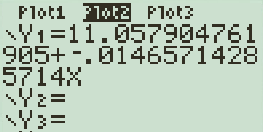 Plot1 Plot2 Plot3
\Y₁=11.057904761
905+-.0146571428
5714X
\Y₂=
\Y₃=